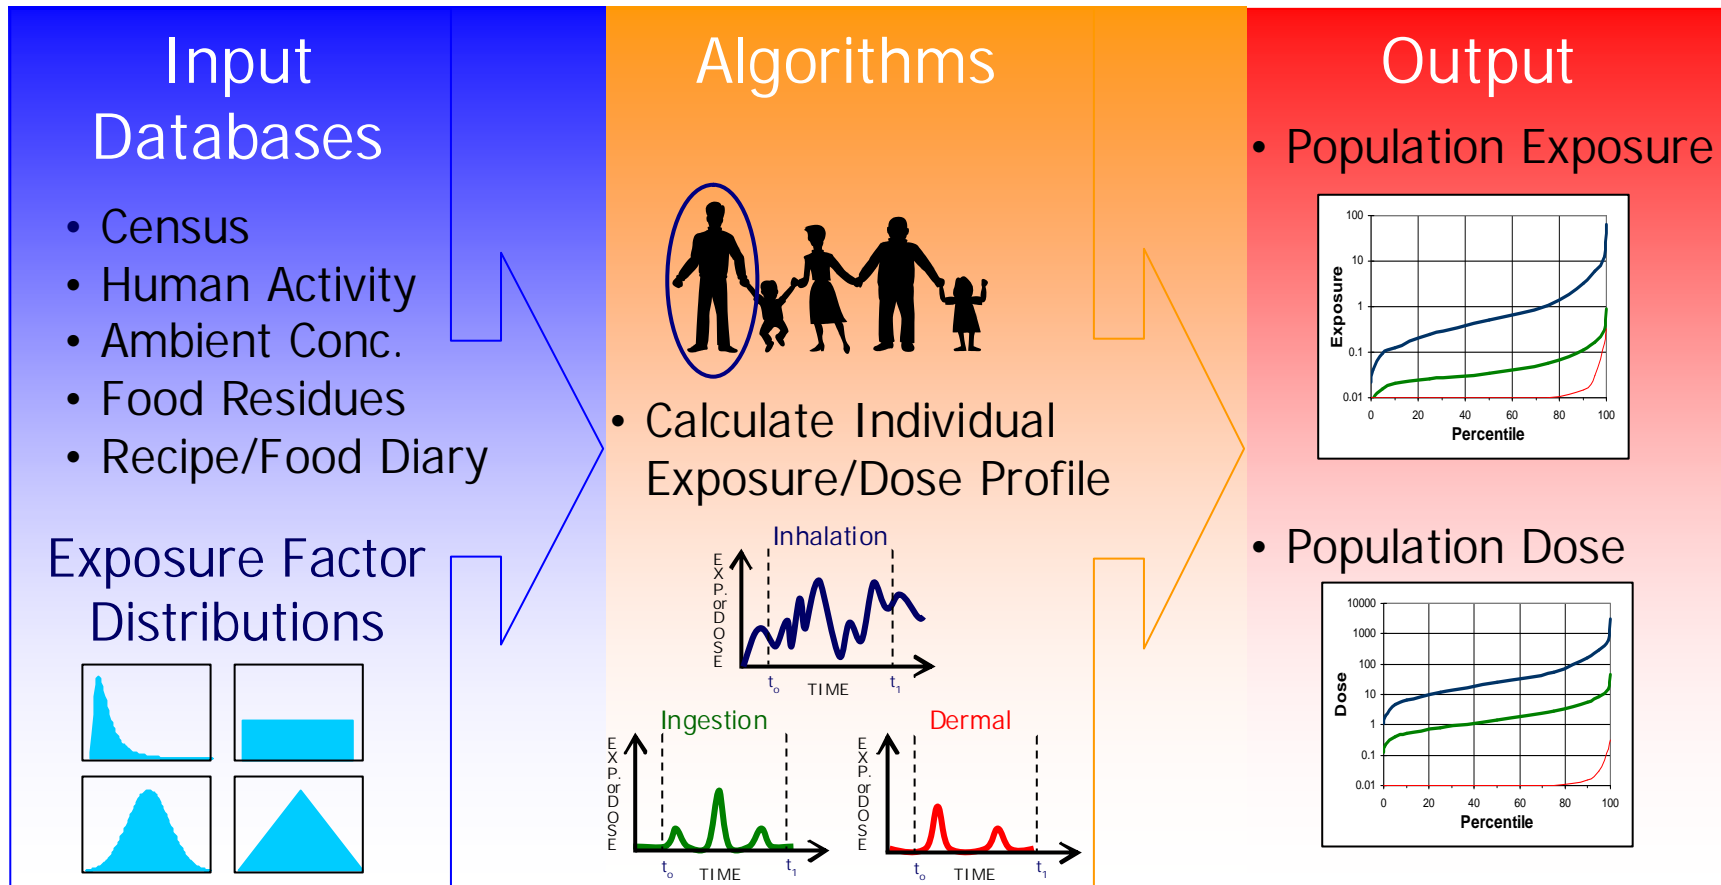 Input
Databases
• Census
• Human Activity
• Ambient Conc.
• Food Residues
• Recipe/Food Diary
Exposure Factor
Distributions
Algorithms
• Calculate Individual
Exposure/Dose Profile
Inhalation
EXP. or DOSE
t₀ TIME t₁
Ingestion
EXP. or DOSE
t₀ TIME t₁
Dermal
EXP. or DOSE
t₀ TIME t₁
Output
• Population Exposure
100
10
1
0.1
0.01
Exposure
0 20 40 60 80 100
Percentile
• Population Dose
10000
1000
100
10
1
0.1
0.01
Dose
0 20 40 60 80 100
Percentile